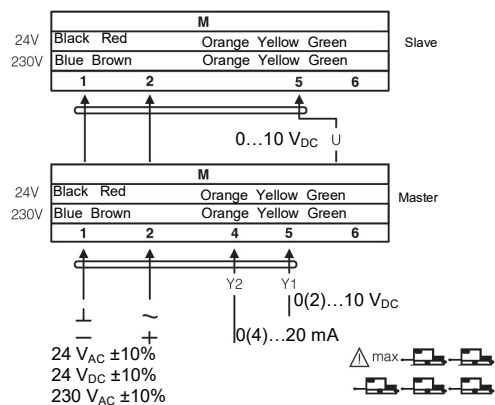 M
24V Black Red Orange Yellow Green Slave
230V Blue Brown Orange Yellow Green
1 2 5 6
0…10 VDC U
M
24V Black Red Orange Yellow Green Master
230V Blue Brown Orange Yellow Green
1 2 4 5 6
Y2 Y1
0(2)…10 VDC
⊥ ~
0(4)…20 mA
− +
24 VAC ±10%
24 VDC ±10%
230 VAC ±10%
max